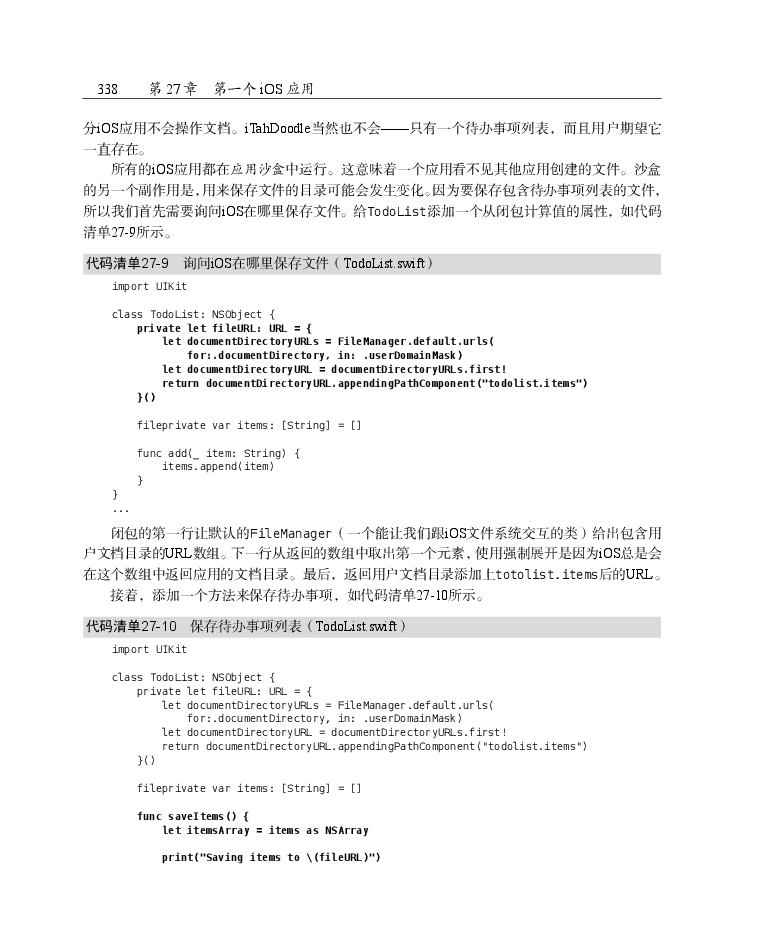 338 第 27 章 第一个 iOS 应用
分iOS应用不会操作文档。iTahDoodle当然也不会——只有一个待办事项列表，而且用户期望它
一直存在。
所有的iOS应用都在应用沙盒中运行。这意味着一个应用看不见其他应用创建的文件。沙盒
的另一个副作用是，用来保存文件的目录可能会发生变化。因为要保存包含待办事项列表的文件，
所以我们首先需要询问iOS在哪里保存文件。给TodoList添加一个从闭包计算值的属性，如代码
清单27-9所示。
代码清单27-9 询问iOS在哪里保存文件（TodoList.swift）
import UIKit
class TodoList: NSObject {
    private let fileURL: URL = {
        let documentDirectoryURLs = FileManager.default.urls(
            for:.documentDirectory, in: .userDomainMask)
        let documentDirectoryURL = documentDirectoryURLs.first!
        return documentDirectoryURL.appendingPathComponent("todolist.items")
    }()
    fileprivate var items: [String] = []
    func add(_ item: String) {
        items.append(item)
    }
}
...
闭包的第一行让默认的FileManager（一个能让我们跟iOS文件系统交互的类）给出包含用
户文档目录的URL数组。下一行从返回的数组中取出第一个元素，使用强制展开是因为iOS总是会
在这个数组中返回应用的文档目录。最后，返回用户文档目录添加上totolist.items后的URL。
接着，添加一个方法来保存待办事项，如代码清单27-10所示。
代码清单27-10 保存待办事项列表（TodoList.swift）
import UIKit
class TodoList: NSObject {
    private let fileURL: URL = {
        let documentDirectoryURLs = FileManager.default.urls(
            for:.documentDirectory, in: .userDomainMask)
        let documentDirectoryURL = documentDirectoryURLs.first!
        return documentDirectoryURL.appendingPathComponent("todolist.items")
    }()
    fileprivate var items: [String] = []
    func saveItems() {
        let itemsArray = items as NSArray
        print("Saving items to \(fileURL)")